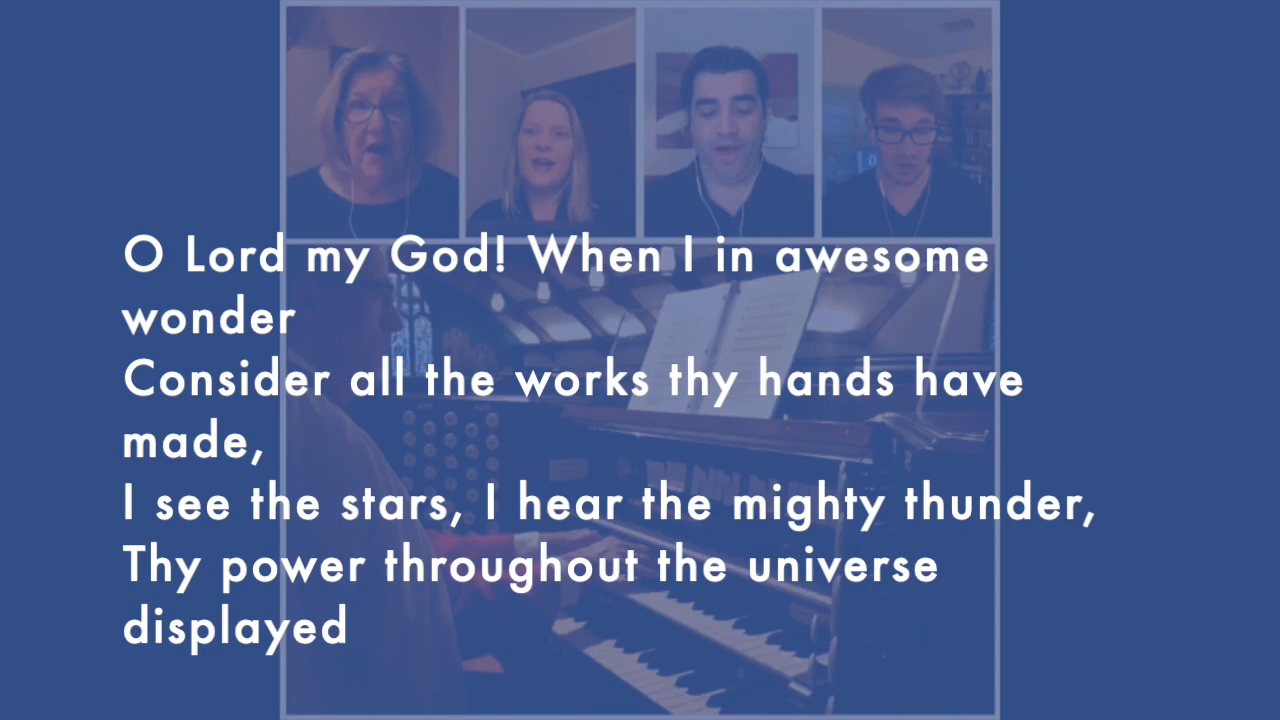 O Lord my God! When I in awesome
wonder
Consider all the works thy hands have
made,
I see the stars, I hear the mighty thunder,
Thy power throughout the universe
displayed